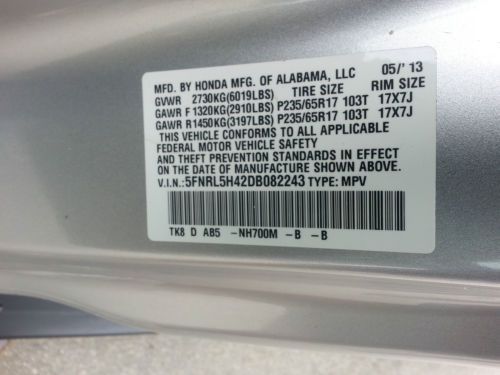 MFD. BY HONDA MFG. OF ALABAMA, LLC 05/'13
GVWR 2730KG(6019LBS) TIRE SIZE RIM SIZE
GAWR F 1320KG(2910LBS) P235/65R17 103T 17X7J
GAWR R1450KG(3197LBS) P235/65R17 103T 17X7J
THIS VEHICLE CONFORMS TO ALL APPLICABLE
FEDERAL MOTOR VEHICLE SAFETY
AND THEFT PREVENTION STANDARDS IN EFFECT
ON THE DATE OF MANUFACTURE SHOWN ABOVE.
V.I.N.: 5FNRL5H42DB082243 TYPE: MPV
TK8 D AB5 -NH700M -B -B